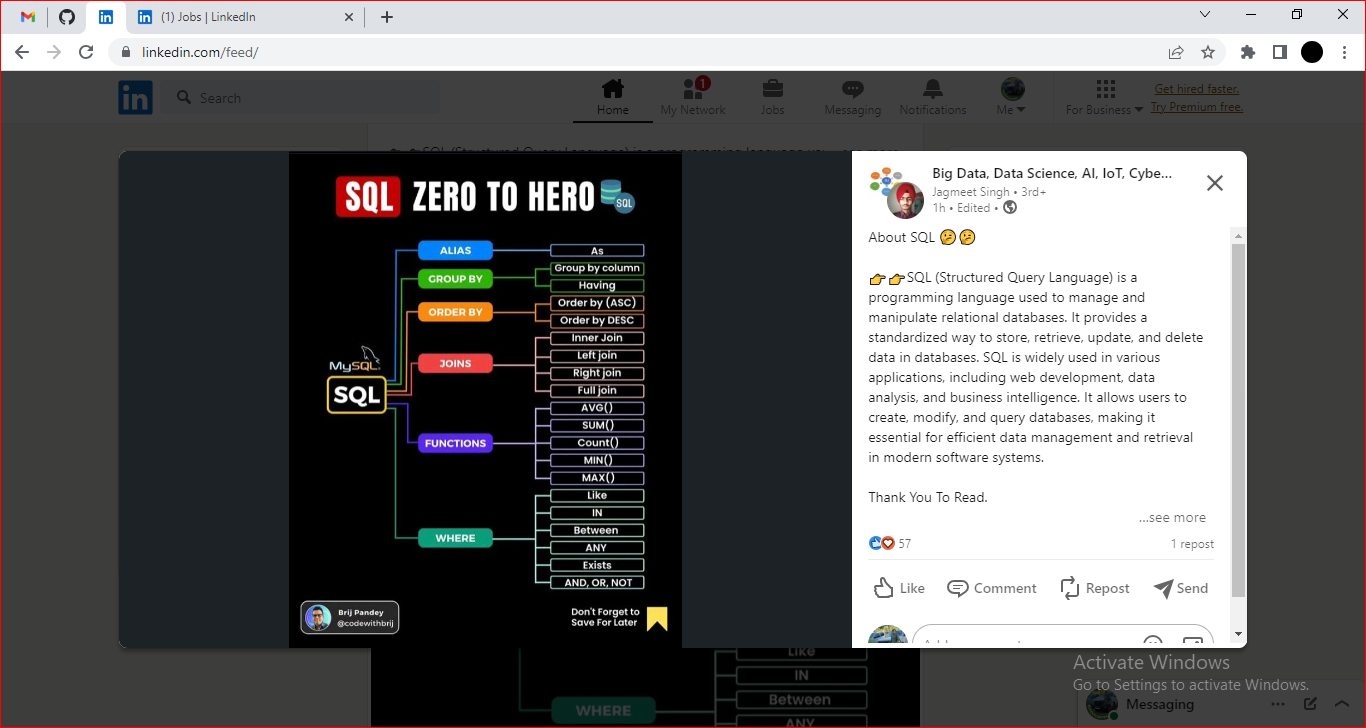 (1) Jobs | LinkedIn
linkedin.com/feed/
in
Search
Home
1
My Network
Jobs
Messaging
Notifications
Me
For Business
Get hired faster.
Try Premium free.
SQL ZERO TO HERO
SQL
MySQL
SQL
ALIAS
As
GROUP BY
Group by column
Having
ORDER BY
Order by (ASC)
Order by DESC
JOINS
Inner Join
Left join
Right join
Full join
FUNCTIONS
AVG()
SUM()
Count()
MIN()
MAX()
WHERE
Like
IN
Between
ANY
Exists
AND, OR, NOT
Brij Pandey
@codewithbrij
Don't Forget to
Save For Later
Big Data, Data Science, AI, IoT, Cybe...
Jagmeet Singh • 3rd+
1h • Edited •
About SQL 🤔🤔
👉👉SQL (Structured Query Language) is a
programming language used to manage and
manipulate relational databases. It provides a
standardized way to store, retrieve, update, and delete
data in databases. SQL is widely used in various
applications, including web development, data
analysis, and business intelligence. It allows users to
create, modify, and query databases, making it
essential for efficient data management and retrieval
in modern software systems.
Thank You To Read.
...see more
57
1 repost
Like
Comment
Repost
Send
WHERE
Like
IN
Between
ANY
Activate Windows
Go to Settings to activate Windows.
Messaging